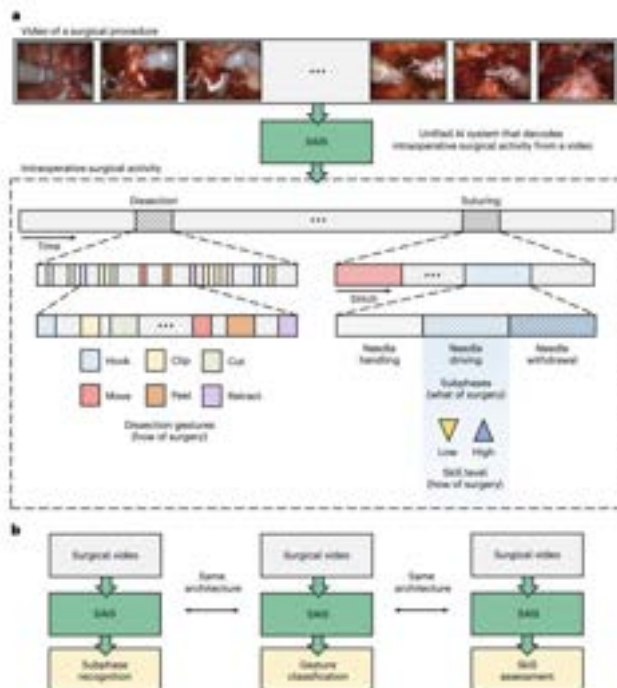 a
Video of a surgical procedure
...
SAIS
Unified AI system that decodes
intraoperative surgical activity from a video
Intraoperative surgical activity
Dissection
Suturing
...
Time
...
Stitch
...
Needle handling
Needle driving
Needle withdrawal
Hook
Clip
Cut
Move
Peel
Retract
Dissection gestures
(how of surgery)
Subphases
(what of surgery)
Low
High
Skill level
(how of surgery)
b
Surgical video
Surgical video
Surgical video
Same
architecture
Same
architecture
SAIS
SAIS
SAIS
Subphase
recognition
Gesture
classification
Skill
assessment